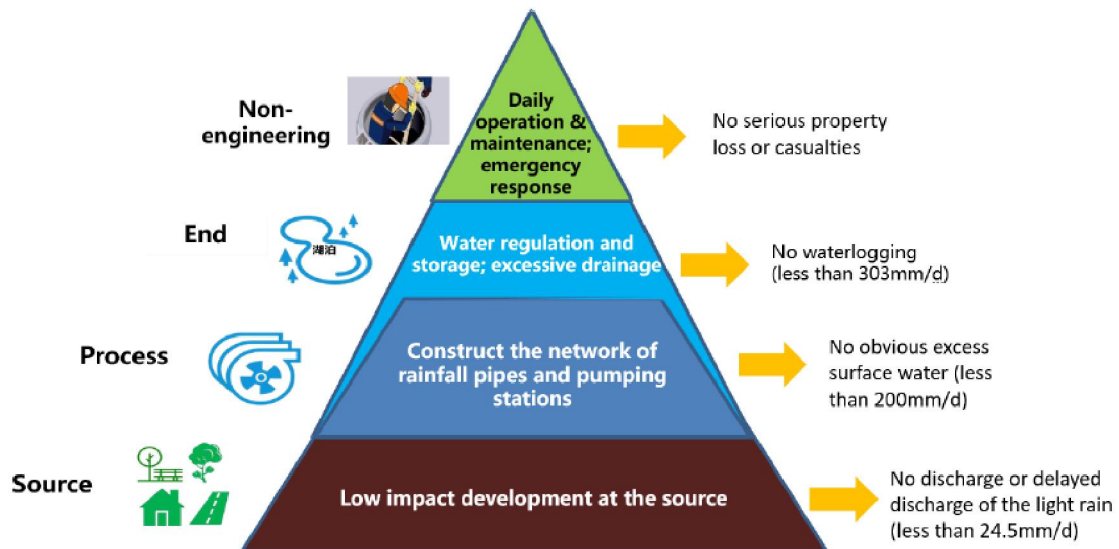 Non-
engineering
Daily
operation &
maintenance;
emergency
response
No serious property
loss or casualties
End
湖泊
Water regulation and
storage; excessive drainage
No waterlogging
(less than 303mm/d)
Process
Construct the network of
rainfall pipes and pumping
stations
No obvious excess
surface water (less
than 200mm/d)
Source
Low impact development at the source
No discharge or delayed
discharge of the light rain
(less than 24.5mm/d)